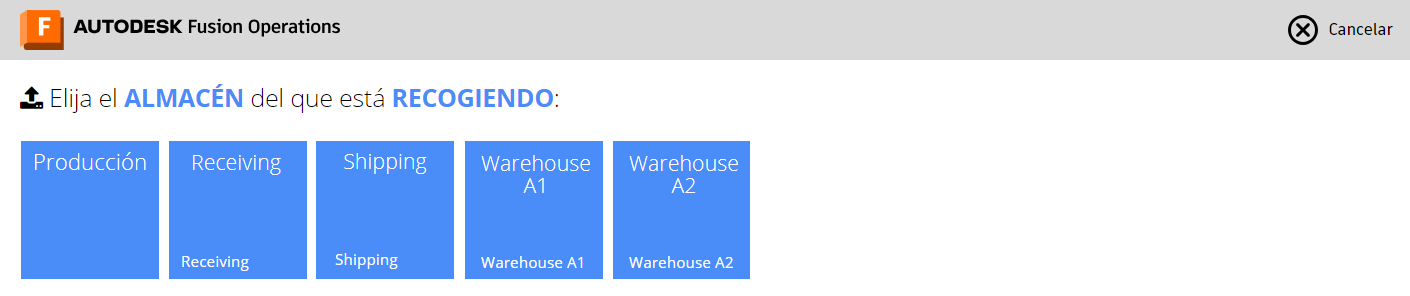 F AUTODESK Fusion Operations
Cancelar
Elija el ALMACÉN del que está RECOGIENDO:
Producción
Receiving
Receiving
Shipping
Shipping
Warehouse
A1
Warehouse A1
Warehouse
A2
Warehouse A2